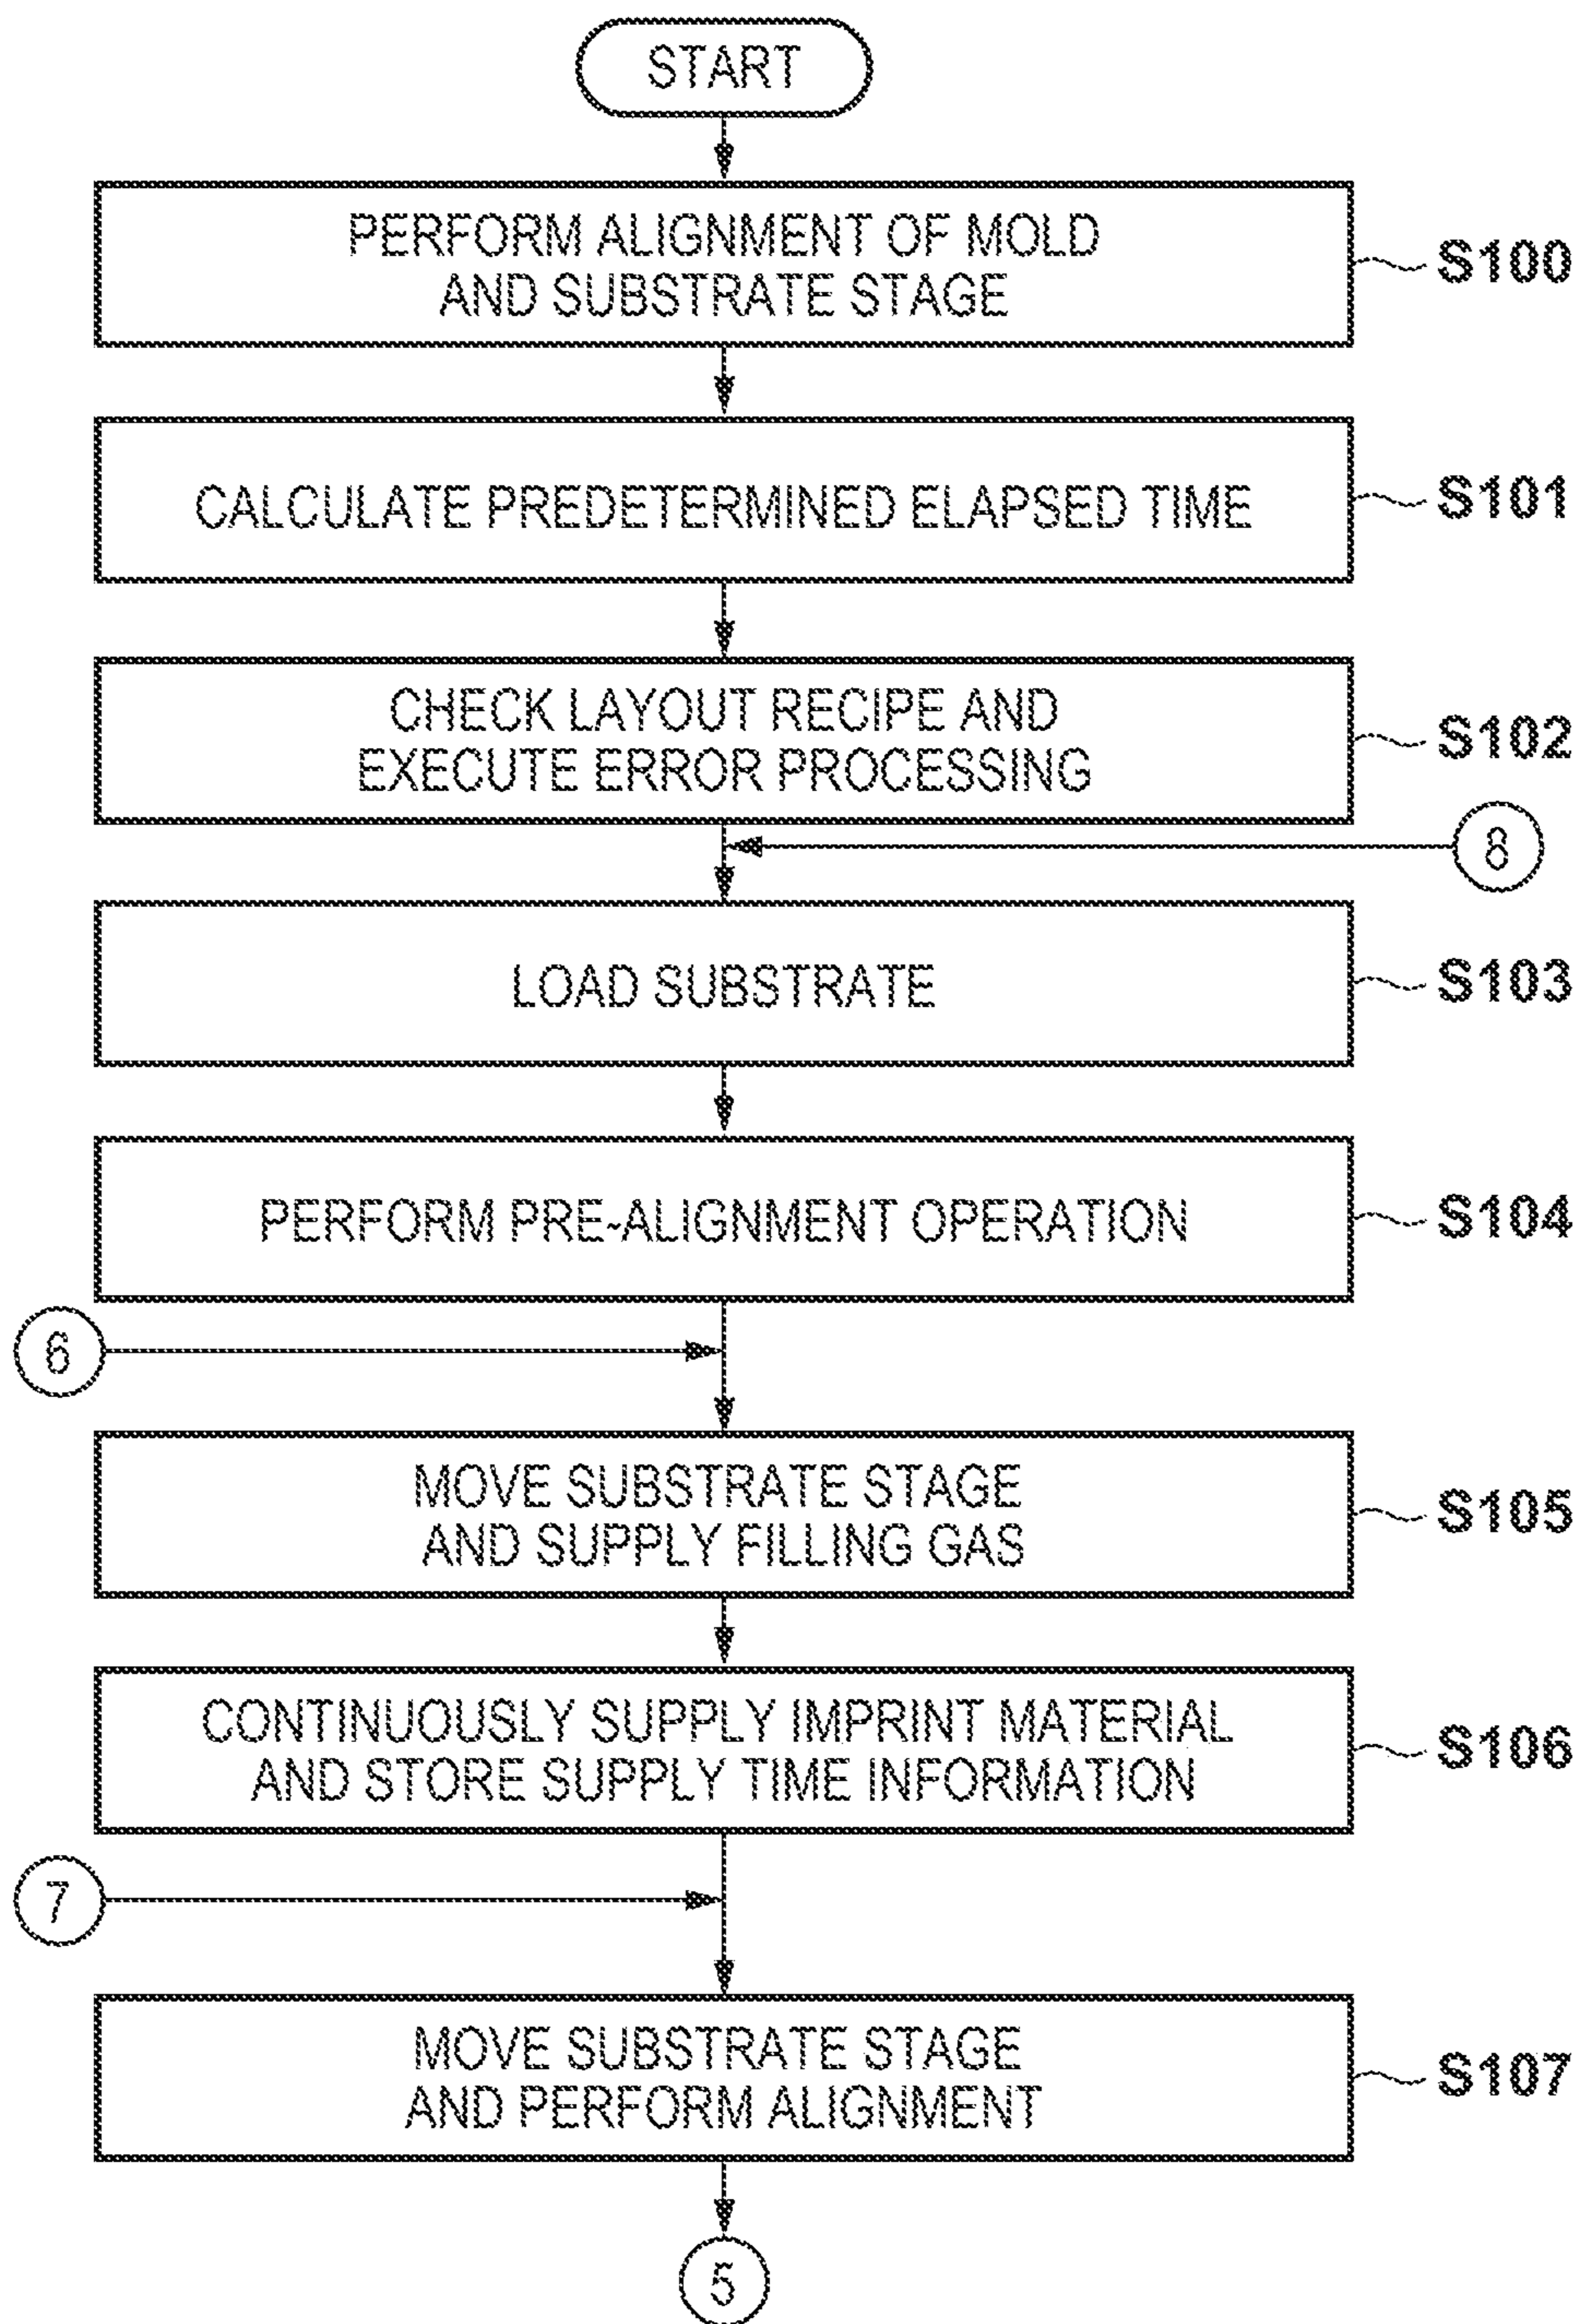 START
PERFORM ALIGNMENT OF MOLD
AND SUBSTRATE STAGE
S100
CALCULATE PREDETERMINED ELAPSED TIME
S101
CHECK LAYOUT RECIPE AND
EXECUTE ERROR PROCESSING
S102
8
LOAD SUBSTRATE
S103
PERFORM PRE-ALIGNMENT OPERATION
S104
6
MOVE SUBSTRATE STAGE
AND SUPPLY FILLING GAS
S105
CONTINUOUSLY SUPPLY IMPRINT MATERIAL
AND STORE SUPPLY TIME INFORMATION
S106
7
MOVE SUBSTRATE STAGE
AND PERFORM ALIGNMENT
S107
5